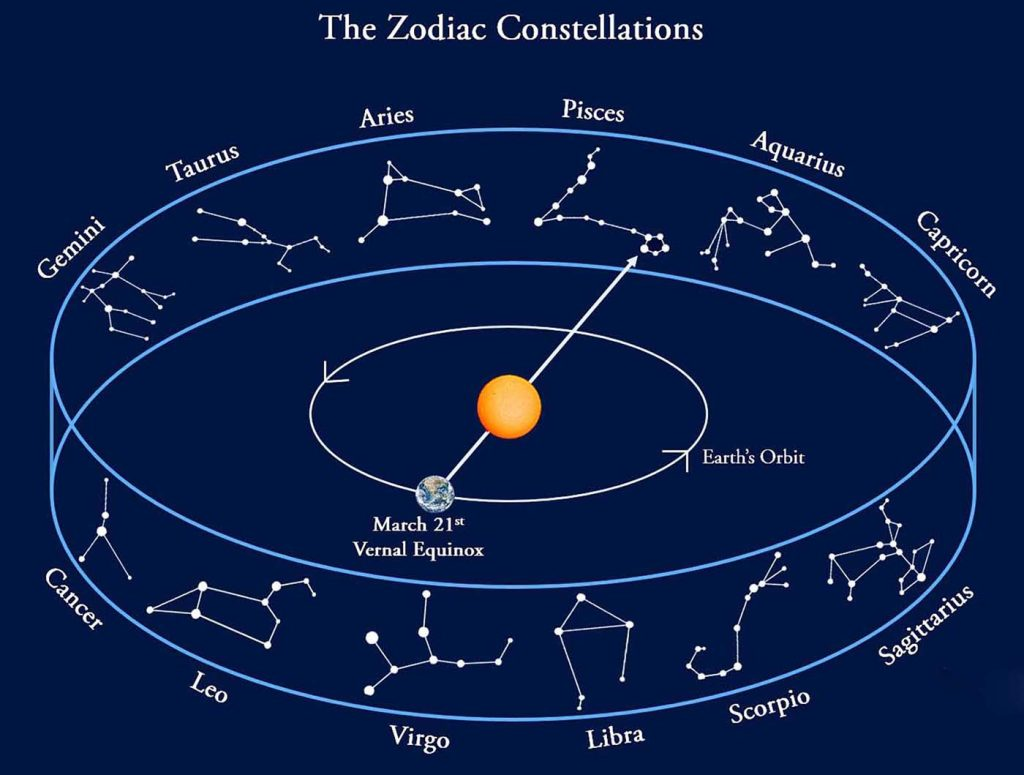 The Zodiac Constellations
Aries
Pisces
Taurus
Aquarius
Gemini
Capricorn
Earth's Orbit
March 21st
Vernal Equinox
Cancer
Sagittarius
Leo
Scorpio
Virgo
Libra